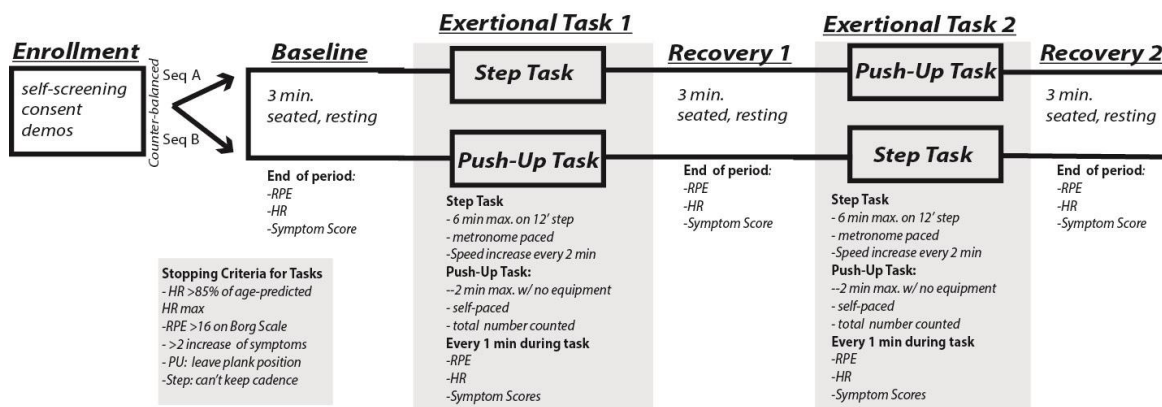 Enrollment
self-screening
consent
demos
Counter-balanced
Seq A
Seq B
Baseline
3 min.
seated, resting
End of period:
-RPE
-HR
-Symptom Score
Stopping Criteria for Tasks
- HR >85% of age-predicted
HR max
-RPE >16 on Borg Scale
- >2 increase of symptoms
- PU: leave plank position
-Step: can't keep cadence
Exertional Task 1
Step Task
Push-Up Task
Step Task
- 6 min max. on 12' step
- metronome paced
-Speed increase every 2 min
Push-Up Task:
--2 min max. w/ no equipment
- self-paced
- total number counted
Every 1 min during task
-RPE
-HR
-Symptom Scores
Recovery 1
3 min.
seated, resting
End of period:
-RPE
-HR
-Symptom Score
Exertional Task 2
Push-Up Task
Step Task
Step Task
- 6 min max. on 12' step
- metronome paced
-Speed increase every 2 min
Push-Up Task:
--2 min max. w/ no equipment
- self-paced
- total number counted
Every 1 min during task
-RPE
-HR
-Symptom Scores
Recovery 2
3 min.
seated, resting
End of period:
-RPE
-HR
-Symptom Score